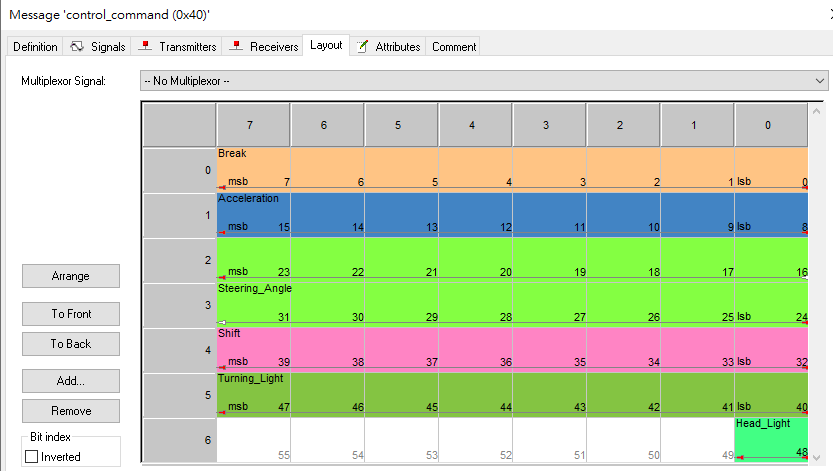 Message 'control_command (0x40)'
Definition Signals Transmitters Receivers Layout Attributes Comment
Multiplexor Signal: -- No Multiplexor --
7 6 5 4 3 2 1 0
Break
0 msb 7 6 5 4 3 2 1 lsb 0
Acceleration
1 msb 15 14 13 12 11 10 9 lsb 8
2 msb 23 22 21 20 19 18 17 16
Steering_Angle
3 31 30 29 28 27 26 25 lsb 24
Shift
4 msb 39 38 37 36 35 34 33 lsb 32
Turning_Light
5 msb 47 46 45 44 43 42 41 lsb 40
Head_Light
6 55 54 53 52 51 50 49 48
Arrange
To Front
To Back
Add...
Remove
Bit index
Inverted